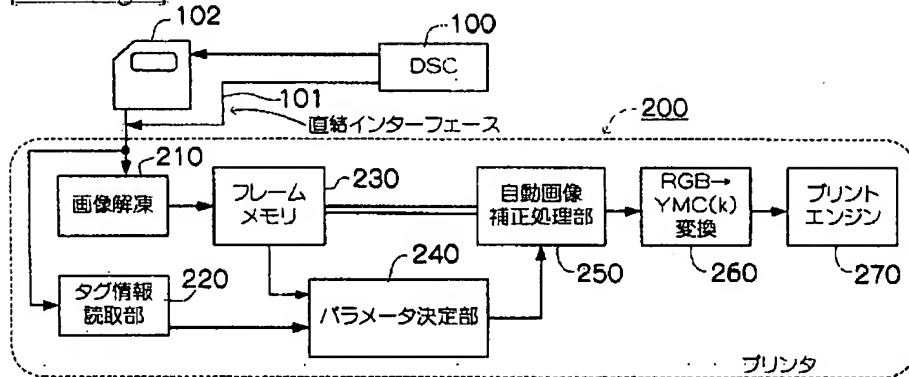 102
100
DSC
101
直結インターフェース
200
210
画像解凍
フレーム
メモリ
230
自動画像
補正処理部
250
RGB→
YMC(k)
変換
260
プリント
エンジン
270
タグ情報
読取部
220
240
パラメータ決定部
プリンタ